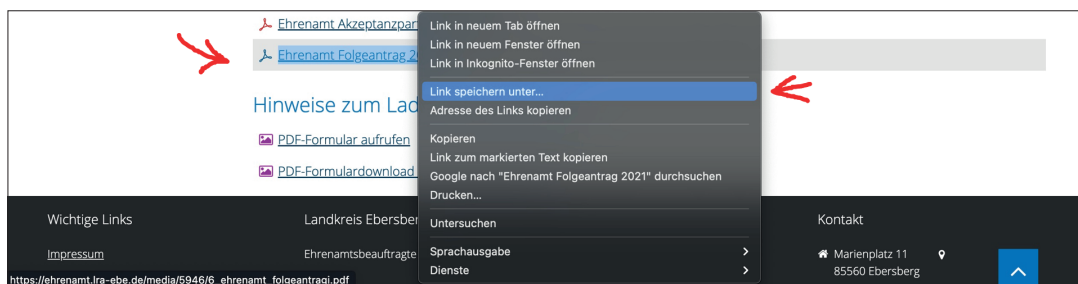 Ehrenamt Akzeptanzpar
Ehrenamt Folgeantrag 2
Hinweise zum Lad
PDF-Formular aufrufen
PDF-Formulardownload
Link in neuem Tab öffnen
Link in neuem Fenster öffnen
Link in Inkognito-Fenster öffnen
Link speichern unter...
Adresse des Links kopieren
Kopieren
Link zum markierten Text kopieren
Google nach "Ehrenamt Folgeantrag 2021" durchsuchen
Drucken...
Untersuchen
Sprachausgabe
Dienste
Wichtige Links
Impressum
Landkreis Ebersber
Ehrenamtsbeauftragte
Kontakt
Marienplatz 11
85560 Ebersberg
https://ehrenamt.lra-ebe.de/media/5946/6_ehrenamt_folgeantragi.pdf